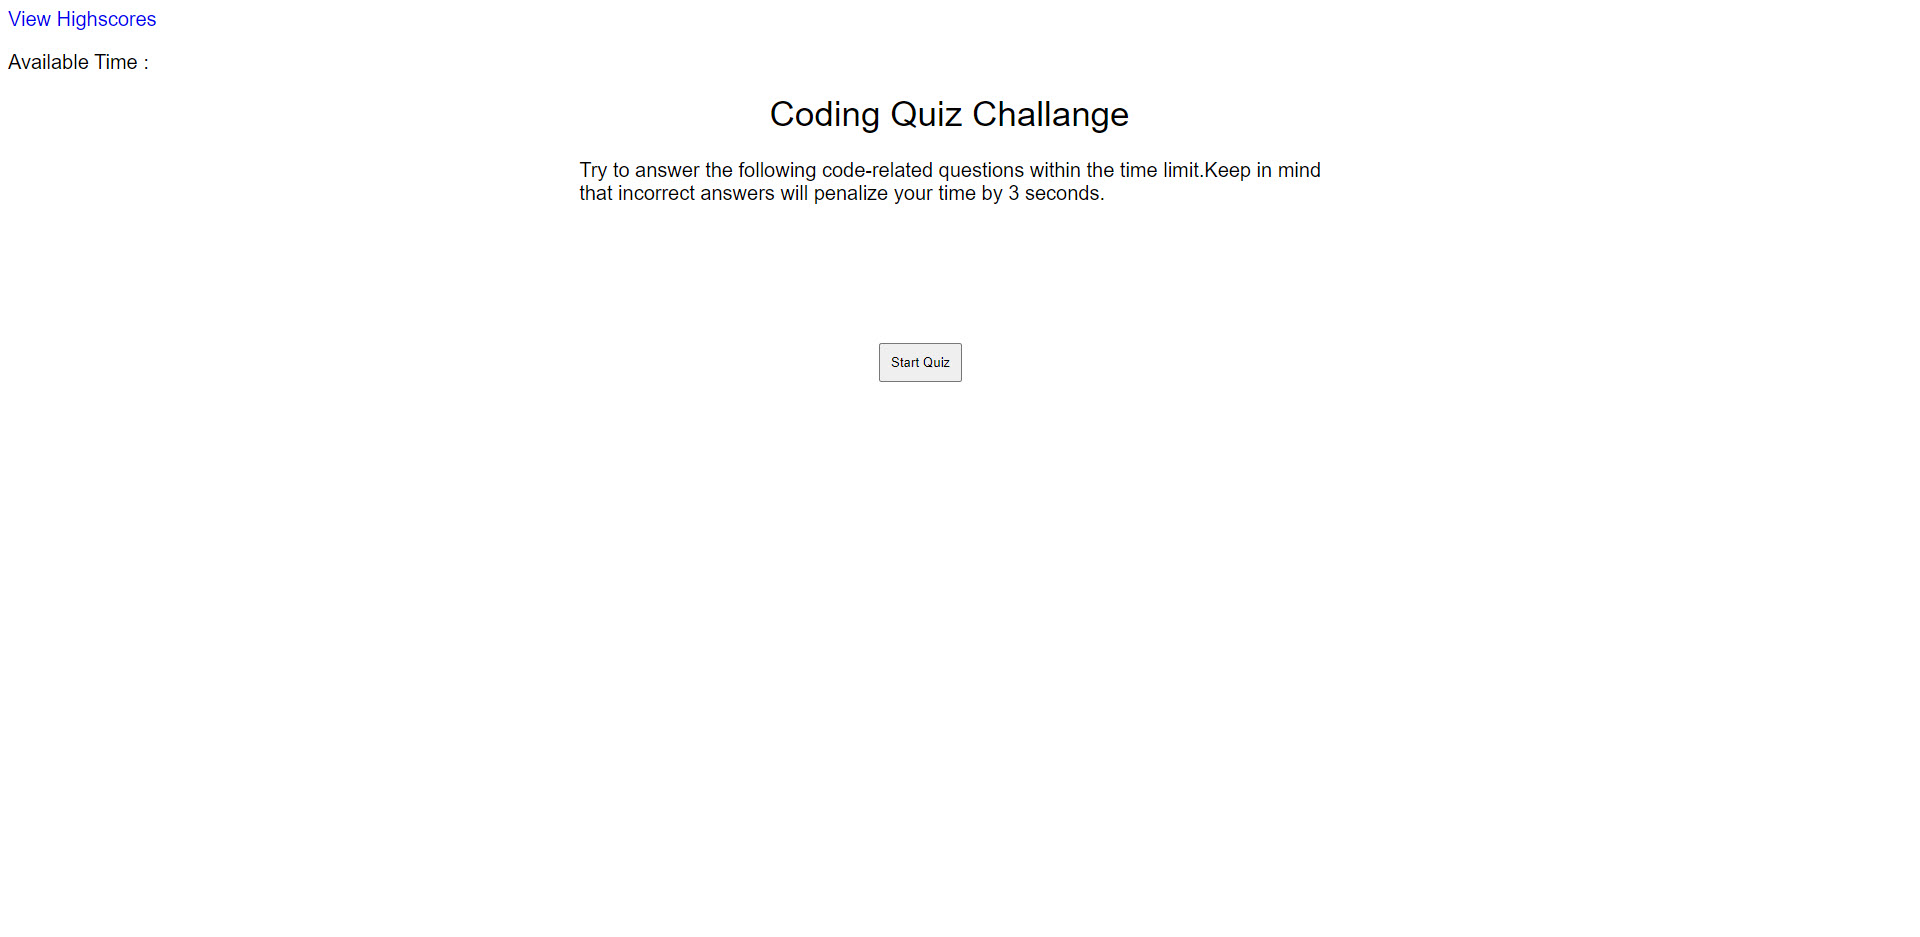 View Highscores
Available Time :
Coding Quiz Challange
Try to answer the following code-related questions within the time limit.Keep in mind
that incorrect answers will penalize your time by 3 seconds.
Start Quiz